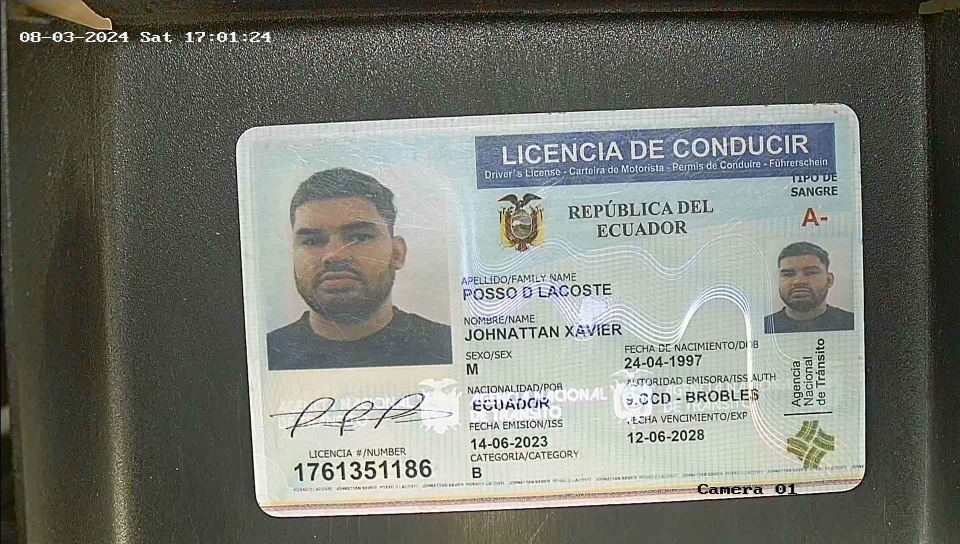 08-03-2024 Sat 17:01:24
LICENCIA DE CONDUCIR
Driver's License - Carteira de Motorista - Permis de Conduire - Führerschein
TIPO DE
SANGRE
A-
REPÚBLICA DEL
ECUADOR
APELLIDO/FAMILY NAME
POSSO D LACOSTE
NOMBRE/NAME
JOHNATTAN XAVIER
SEXO/SEX
M
FECHA DE NACIMIENTO/DOB
24-04-1997
NACIONALIDAD/POB
ECUADOR
AUTORIDAD EMISORA/ISS AUTH
9.CCD - BROBLES
FECHA EMISION/ISS
14-06-2023
FECHA VENCIMIENTO/EXP
12-06-2028
CATEGORIA/CATEGORY
B
LICENCIA #/NUMBER
1761351186
Agencia
Nacional
de Tránsito
Camera 01